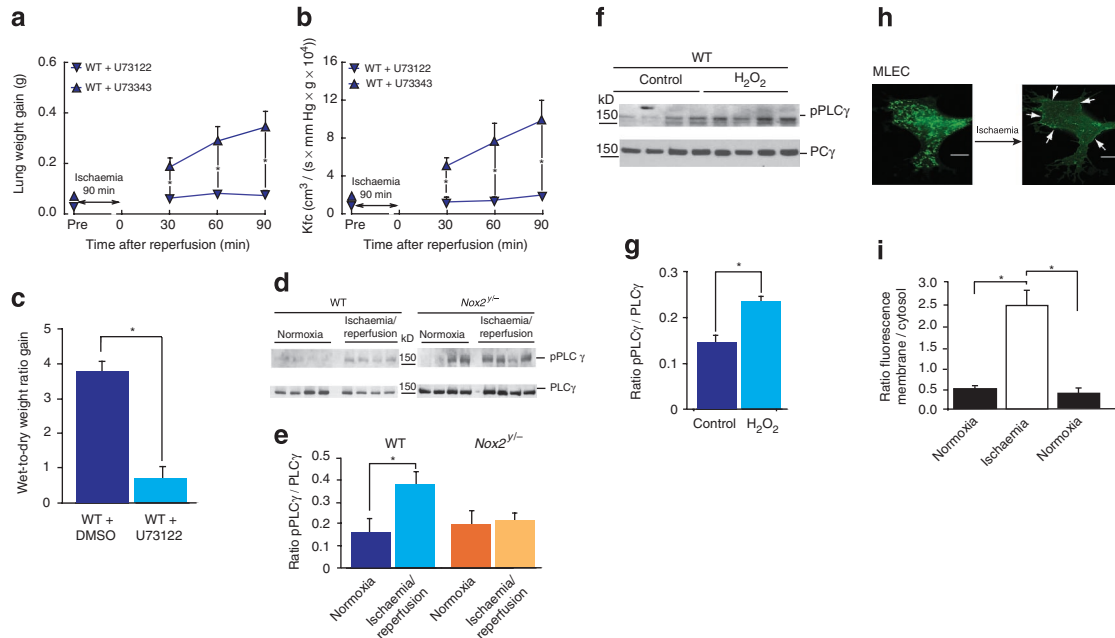 a
Lung weight gain (g)
0.6
0.4
0.2
0.0
WT + U73122
WT + U73343
Ischaemia
90 min
* * *
Pre 0 30 60 90
Time after reperfusion (min)
b
Kfc (cm³ / (s × mm Hg × g × 10⁴))
16
12
8
4
0
WT + U73122
WT + U73343
Ischaemia
90 min
* * *
Pre 0 30 60 90
Time after reperfusion (min)
c
Wet-to-dry weight ratio gain
5
4
3
2
1
0
*
WT + DMSO
WT + U73122
d
WT Nox2 y/–
Normoxia Ischaemia/ reperfusion kD Normoxia Ischaemia/ reperfusion
150 150 pPLC γ
150 PLCγ
e
WT Nox2 y/–
Ratio pPLCγ / PLCγ
0.5
0.4
0.3
0.2
0.1
0
*
Normoxia
Ischaemia/
reperfusion
Normoxia
Ischaemia/
reperfusion
f
WT
Control H₂O₂
kD
150 pPLCγ
150 PCγ
g
Ratio pPLCγ / PLCγ
0.3
0.2
0.1
0
*
Control H₂O₂
h
MLEC
Ischaemia
i
Ratio fluorescence
membrane / cytosol
3.0
2.5
2.0
1.5
1.0
0.5
0.0
* *
Normoxia
Ischaemia
Normoxia